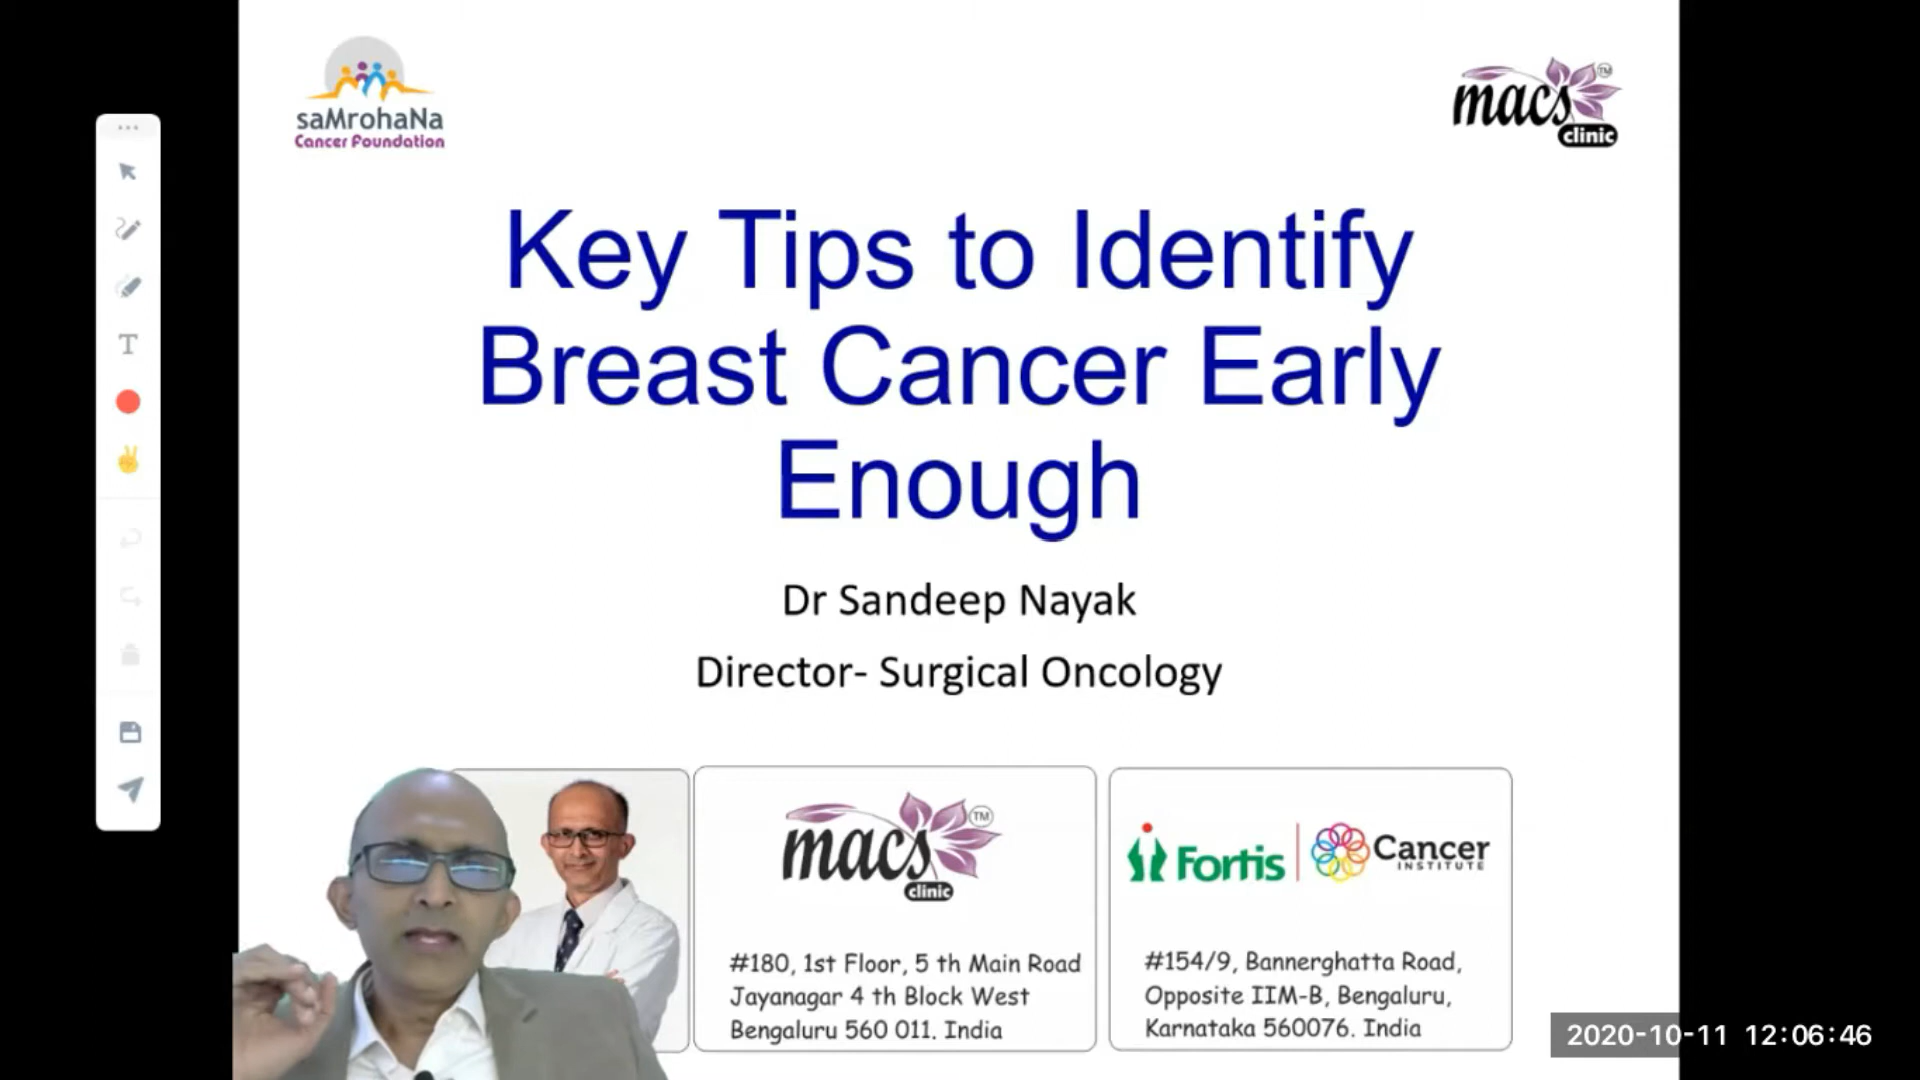 saMrohaNa
Cancer Foundation
macs TM
clinic
Key Tips to Identify
Breast Cancer Early
Enough
Dr Sandeep Nayak
Director- Surgical Oncology
macs TM
clinic
#180, 1st Floor, 5 th Main Road
Jayanagar 4 th Block West
Bengaluru 560 011. India
Fortis
Cancer
INSTITUTE
#154/9, Bannerghatta Road,
Opposite IIM-B, Bengaluru,
Karnataka 560076. India
T
2020-10-11 12:06:46